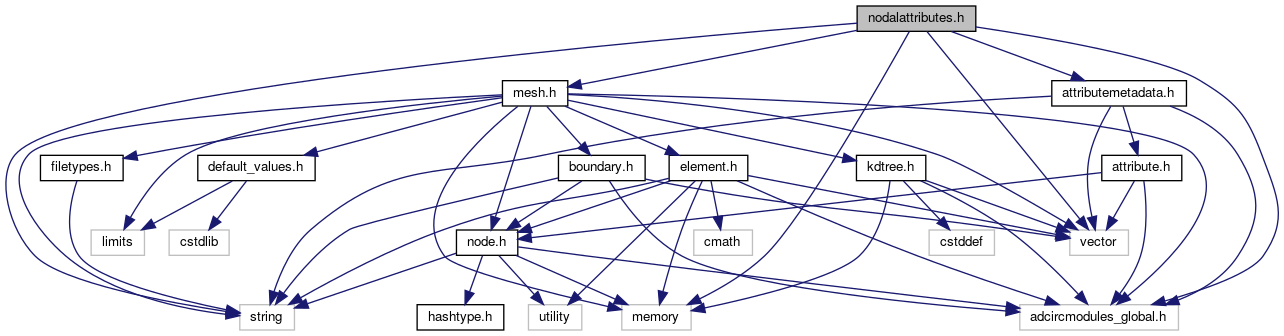 nodalattributes.h
mesh.h
attributemetadata.h
filetypes.h
default_values.h
boundary.h
element.h
kdtree.h
attribute.h
limits
cstdlib
node.h
cmath
cstddef
vector
string
hashtype.h
utility
memory
adcircmodules_global.h